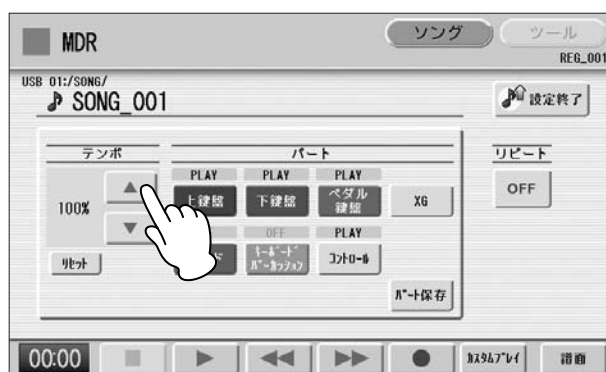 MDR
ソング
ツール
REG_001
USB 01:/SONG/
♪ SONG_001
設定終了
テンポ
パート
リピート
PLAY PLAY PLAY
上鍵盤 下鍵盤 ペダル鍵盤 XG
100%
OFF
OFF PLAY
キーボードパーカッション コントロール
リセット
パート保存
00:00
カスタムプレイ
譜面